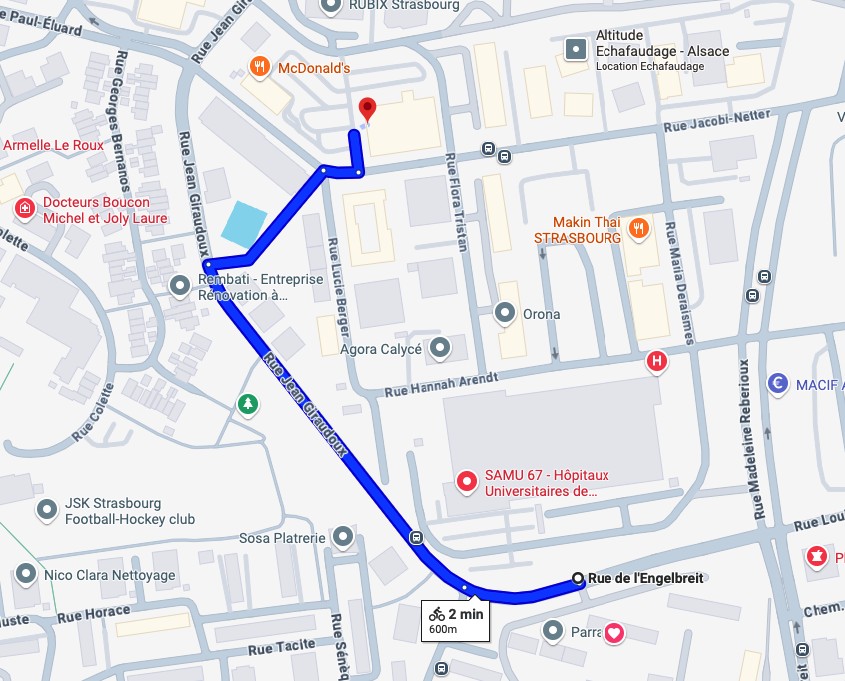 RUBIX Strasbourg
e Paul-Éluard
Rue Jean Gi
Altitude
Echafaudage - Alsace
Location Echafaudage
McDonald's
Rue Georges Bernanos
Rue Jacobi-Netter
Armelle Le Roux
Rue Jean Giraudoux
Rue Flora Tristan
Docteurs Boucon
Michel et Joly Laure
olette
Makin Thai
STRASBOURG
Rue Lucie Berger
Rue Maria Deraismes
Rembati - Entreprise
Rénovation à...
Orona
Agora Calycé
H
Rue Hannah Arendt
MACIF A
Rue Colette
Rue Jean Giraudoux
Rue Madeleine Reberioux
SAMU 67 - Hôpitaux
Universitaires de...
JSK Strasbourg
Football-Hockey club
Rue Lou
Sosa Platrerie
Nico Clara Nettoyage
Rue de l'Engelbreit
2 min
600m
Rue Horace
uste
Chem.
Rue Tacite
Rue Sénèq
Parra